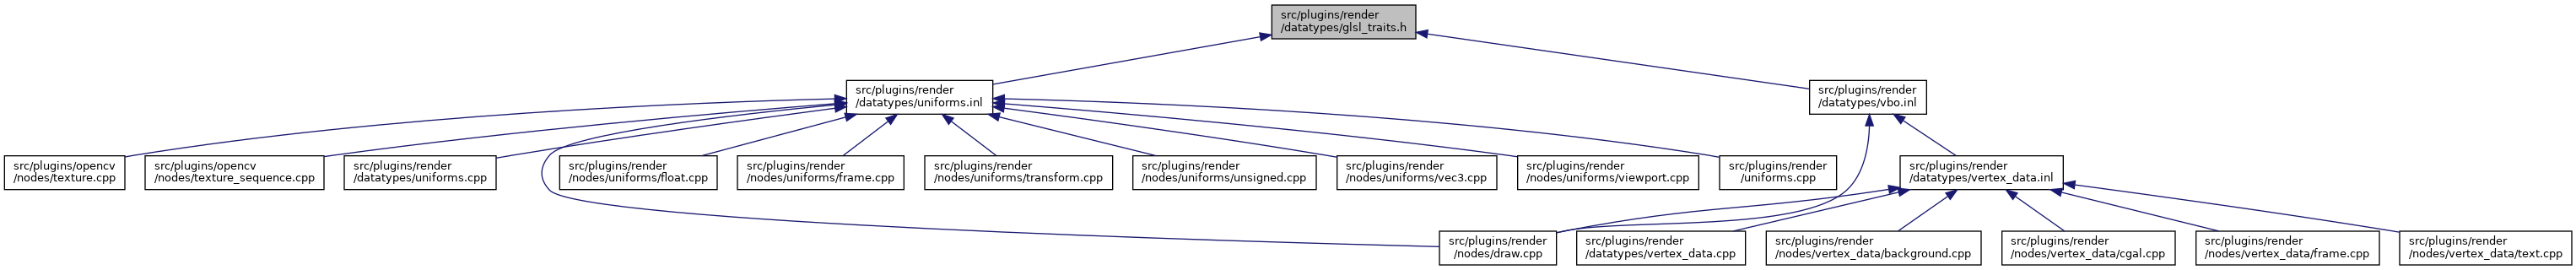 src/plugins/render
/datatypes/glsl_traits.h
src/plugins/render
/datatypes/uniforms.inl
src/plugins/render
/datatypes/vbo.inl
src/plugins/opencv
/nodes/texture.cpp
src/plugins/opencv
/nodes/texture_sequence.cpp
src/plugins/render
/datatypes/uniforms.cpp
src/plugins/render
/nodes/uniforms/float.cpp
src/plugins/render
/nodes/uniforms/frame.cpp
src/plugins/render
/nodes/uniforms/transform.cpp
src/plugins/render
/nodes/uniforms/unsigned.cpp
src/plugins/render
/nodes/uniforms/vec3.cpp
src/plugins/render
/nodes/uniforms/viewport.cpp
src/plugins/render
/uniforms.cpp
src/plugins/render
/datatypes/vertex_data.inl
src/plugins/render
/nodes/draw.cpp
src/plugins/render
/datatypes/vertex_data.cpp
src/plugins/render
/nodes/vertex_data/background.cpp
src/plugins/render
/nodes/vertex_data/cgal.cpp
src/plugins/render
/nodes/vertex_data/frame.cpp
src/plugins/render
/nodes/vertex_data/text.cpp